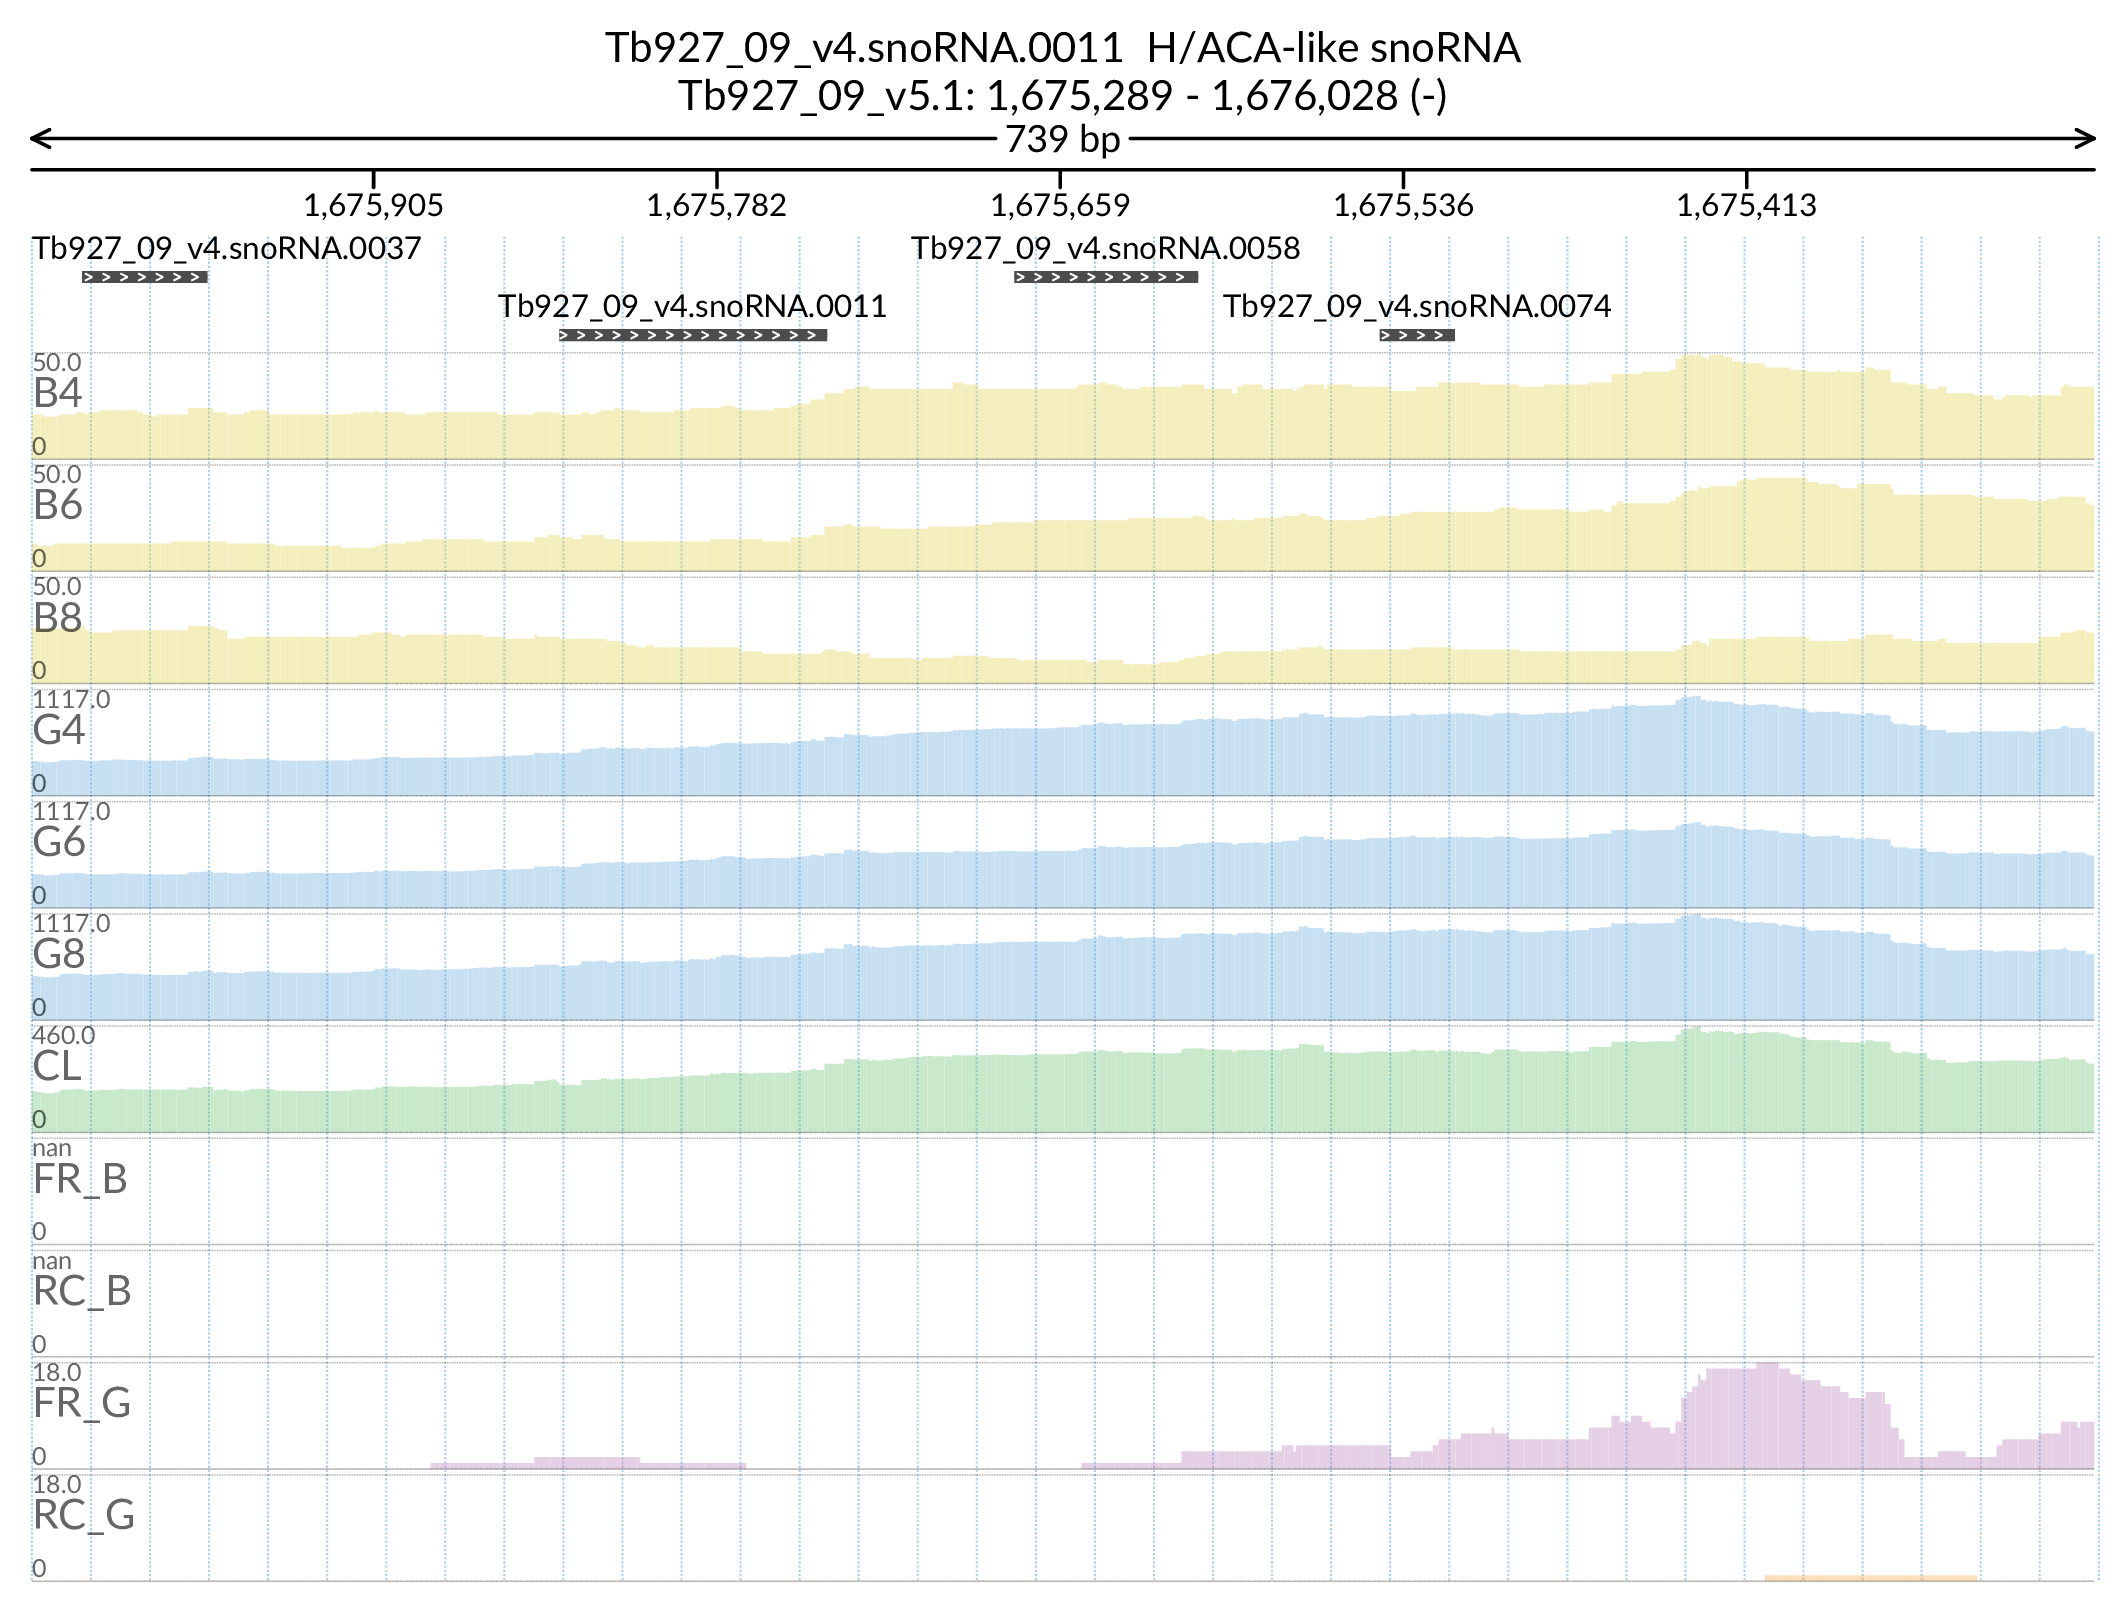 Tb927_09_v4.snoRNA.0011 H/ACA-like snoRNA
Tb927_09_v5.1: 1,675,289 - 1,676,028 (-)
739 bp
1,675,905 1,675,782 1,675,659 1,675,536 1,675,413
Tb927_09_v4.snoRNA.0037 Tb927_09_v4.snoRNA.0058
Tb927_09_v4.snoRNA.0011 Tb927_09_v4.snoRNA.0074
50.0
B4
0
50.0
B6
0
50.0
B8
0
1117.0
G4
0
1117.0
G6
0
1117.0
G8
0
460.0
CL
0
nan
FR_B
0
nan
RC_B
0
18.0
FR_G
0
18.0
RC_G
0